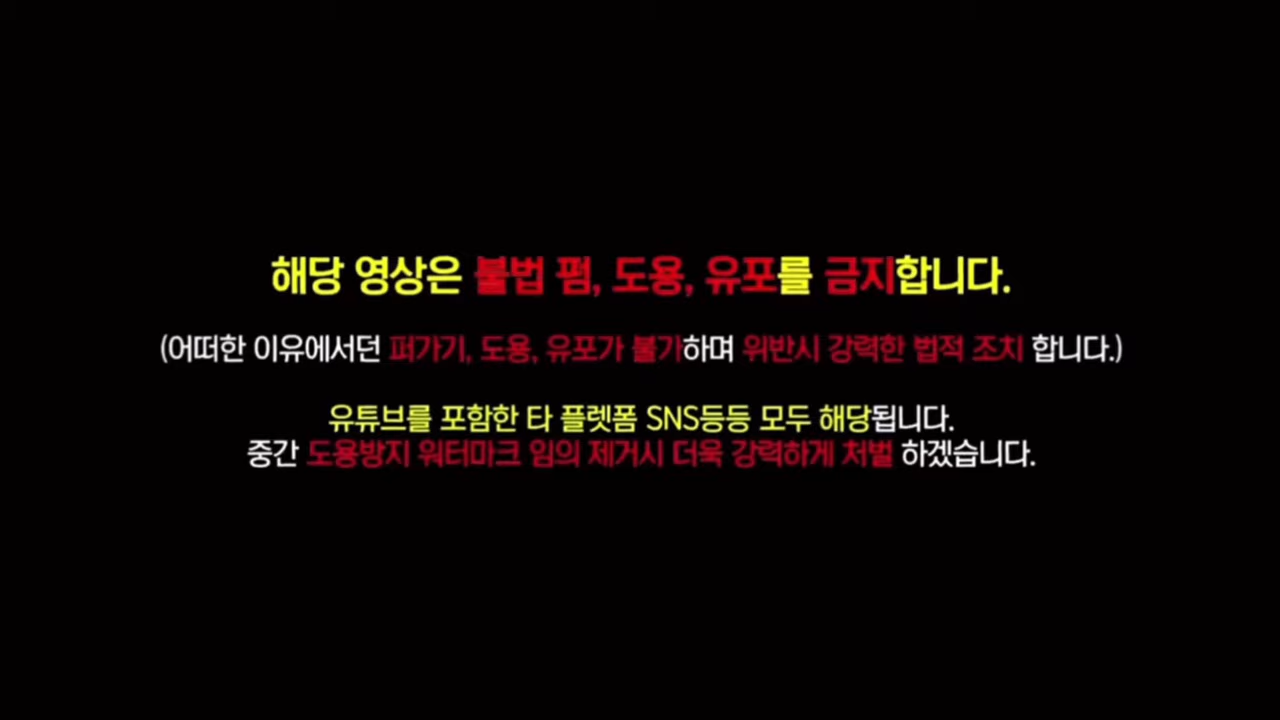 해당 영상은 불법 펌, 도용, 유포를 금지합니다.
(어떠한 이유에서던 퍼가기, 도용, 유포가 불가하며 위반시 강력한 법적 조치 합니다.)
유튜브를 포함한 타 플렛폼 SNS등등 모두 해당됩니다.
중간 도용방지 워터마크 임의 제거시 더욱 강력하게 처벌 하겠습니다.